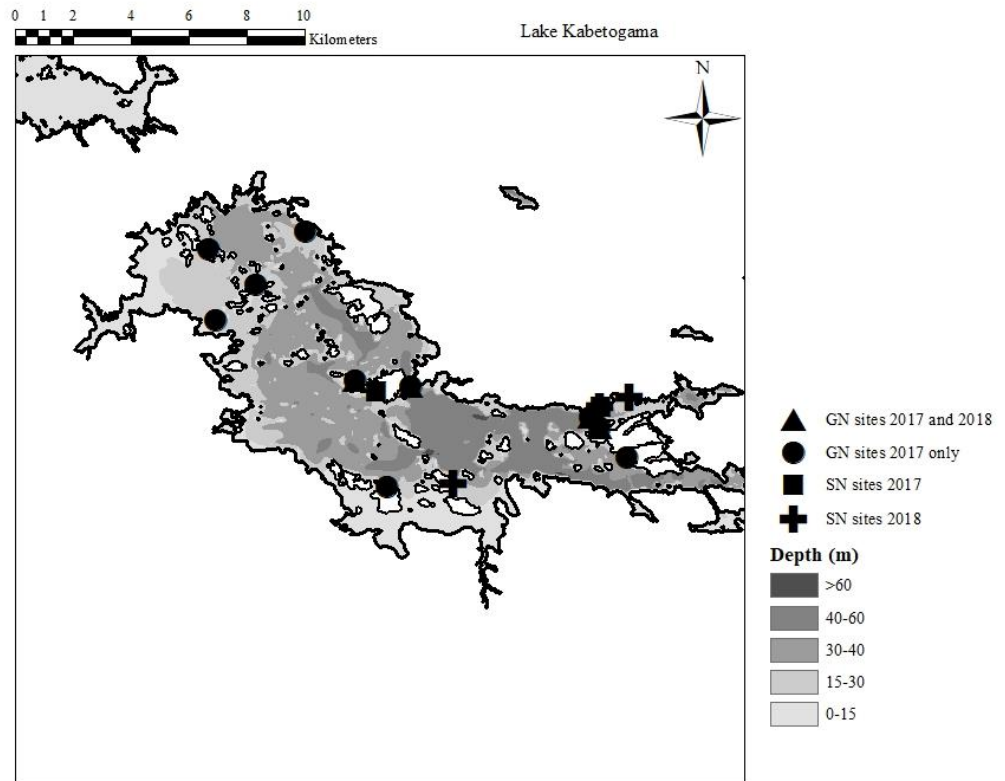 0 1 2 4 6 8 10
Kilometers
Lake Kabetogama
N
GN sites 2017 and 2018
GN sites 2017 only
SN sites 2017
SN sites 2018
Depth (m)
>60
40-60
30-40
15-30
0-15